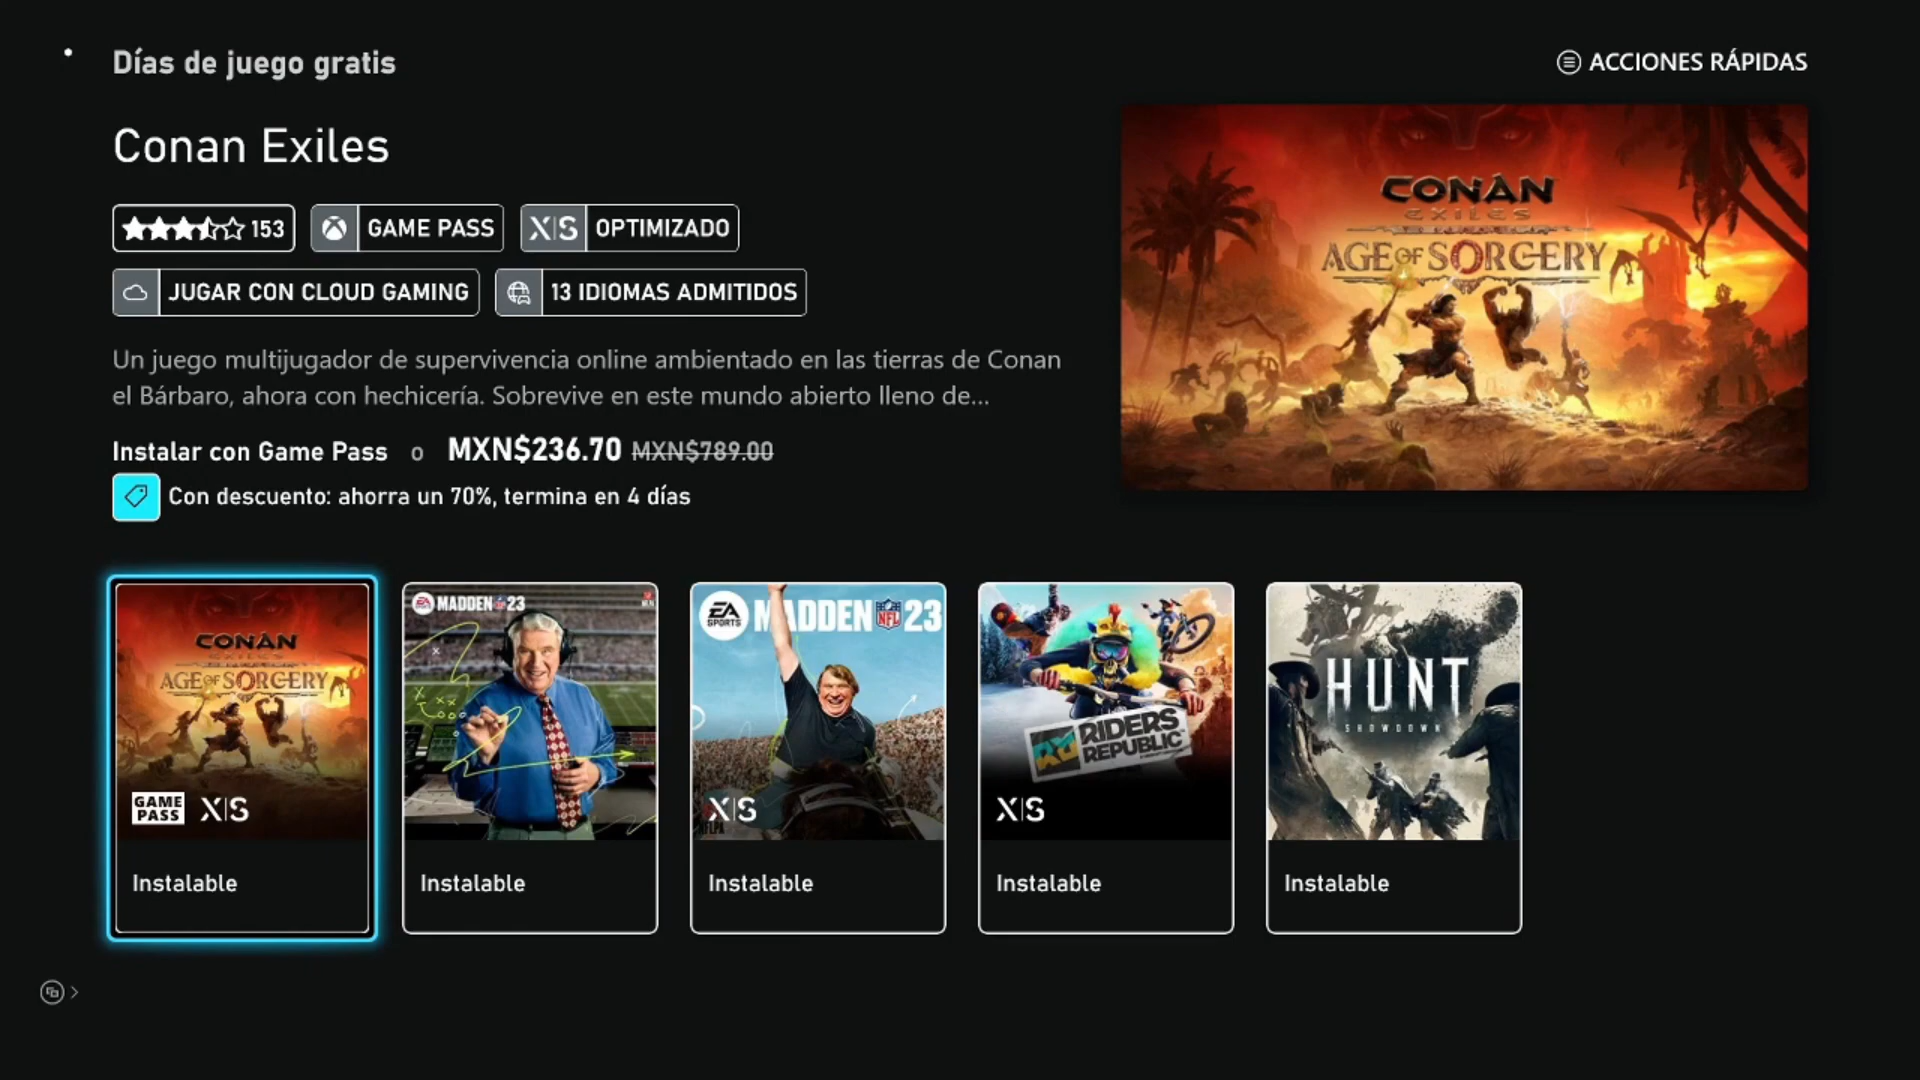 Días de juego gratis
ACCIONES RÁPIDAS
Conan Exiles
153
GAME PASS
X|S OPTIMIZADO
JUGAR CON CLOUD GAMING
13 IDIOMAS ADMITIDOS
Un juego multijugador de supervivencia online ambientado en las tierras de Conan
el Bárbaro, ahora con hechicería. Sobrevive en este mundo abierto lleno de...
Instalar con Game Pass o MXN$236.70 MXN$789.00
Con descuento: ahorra un 70%, termina en 4 días
CONAN
EXILES
AGE OF SORCERY
CONAN
EXILES
AGE OF SORCERY
GAME
PASS
X|S
Instalable
EA MADDEN NFL 23
Instalable
EA
SPORTS
MADDEN NFL 23
X|S
Instalable
RIDERS
REPUBLIC
X|S
Instalable
HUNT
SHOWDOWN
Instalable